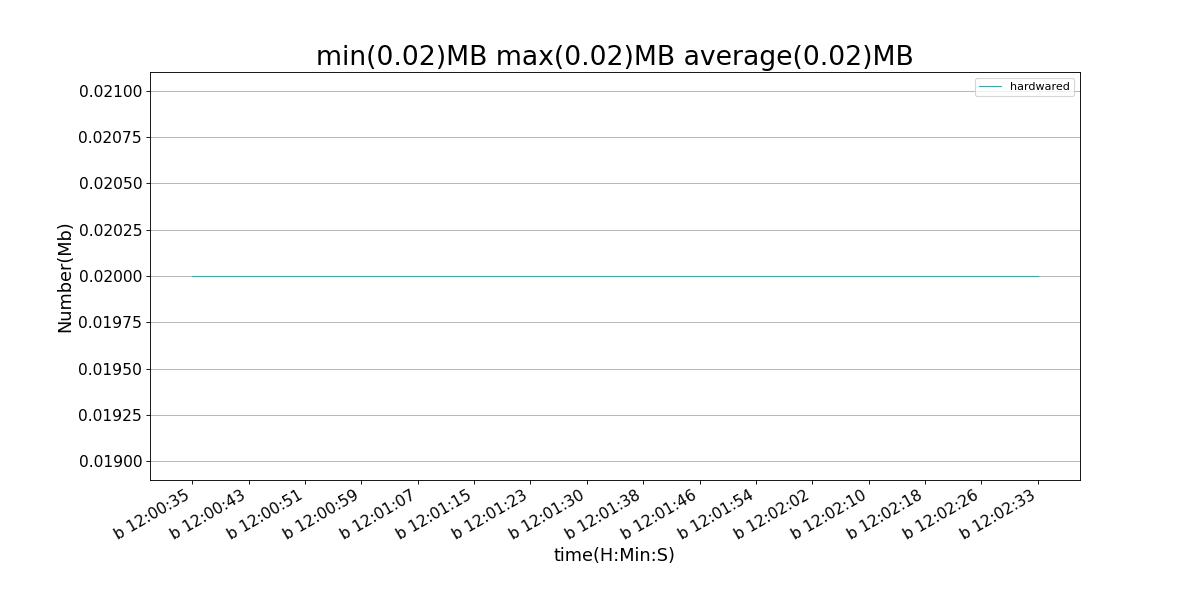 min(0.02)MB max(0.02)MB average(0.02)MB
hardwared
0.02100
0.02075
0.02050
0.02025
0.02000
0.01975
0.01950
0.01925
0.01900
Number(Mb)
b 12:00:35
b 12:00:43
b 12:00:51
b 12:00:59
b 12:01:07
b 12:01:15
b 12:01:23
b 12:01:30
b 12:01:38
b 12:01:46
b 12:01:54
b 12:02:02
b 12:02:10
b 12:02:18
b 12:02:26
b 12:02:33
time(H:Min:S)